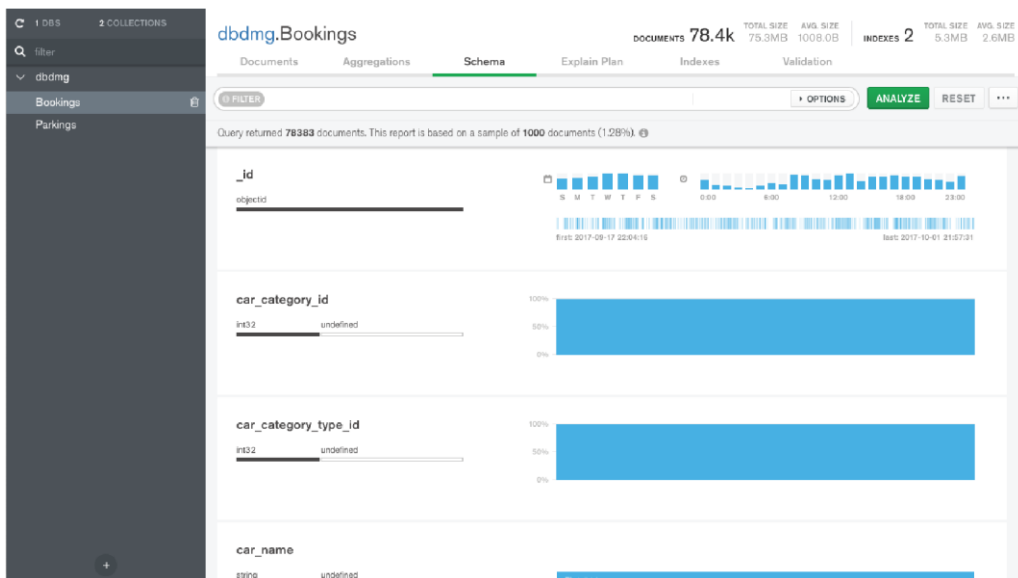 1 DBS 2 COLLECTIONS
filter
dbdmg
Bookings
Parkings
dbdmg.Bookings
DOCUMENTS 78.4k TOTAL SIZE 75.3MB AVG. SIZE 1008.0B INDEXES 2 TOTAL SIZE 5.3MB AVG. SIZE 2.6MB
Documents Aggregations Schema Explain Plan Indexes Validation
FILTER OPTIONS ANALYZE RESET ...
Query returned 78383 documents. This report is based on a sample of 1000 documents (1.28%).
_id
objectid
S M T W T F S 0:00 6:00 12:00 18:00 23:00
first: 2017-09-17 22:04:16 last: 2017-10-01 21:57:31
car_category_id
int32 undefined
100%
50%
0%
car_category_type_id
int32 undefined
100%
50%
0%
car_name
string undefined
+